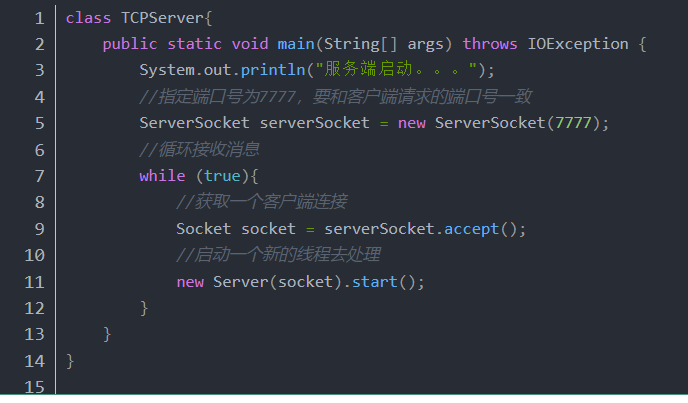 1 class TCPServer{
2     public static void main(String[] args) throws IOException {
3         System.out.println("服务端启动。。。");
4         //指定端口号为7777，要和客户端请求的端口号一致
5         ServerSocket serverSocket = new ServerSocket(7777);
6         //循环接收消息
7         while (true){
8             //获取一个客户端连接
9             Socket socket = serverSocket.accept();
10             //启动一个新的线程去处理
11             new Server(socket).start();
12         }
13     }
14 }
15